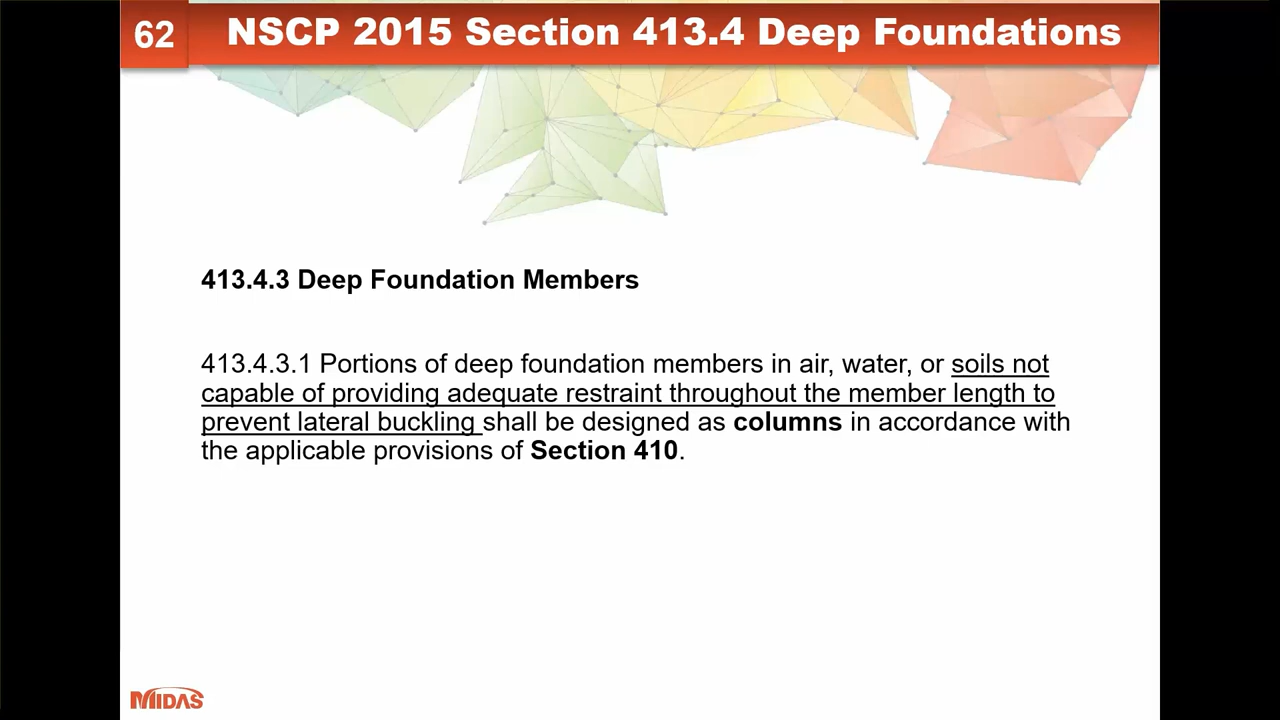 62
NSCP 2015 Section 413.4 Deep Foundations
413.4.3 Deep Foundation Members
413.4.3.1 Portions of deep foundation members in air, water, or soils not
capable of providing adequate restraint throughout the member length to
prevent lateral buckling shall be designed as columns in accordance with
the applicable provisions of Section 410.
MIDAS